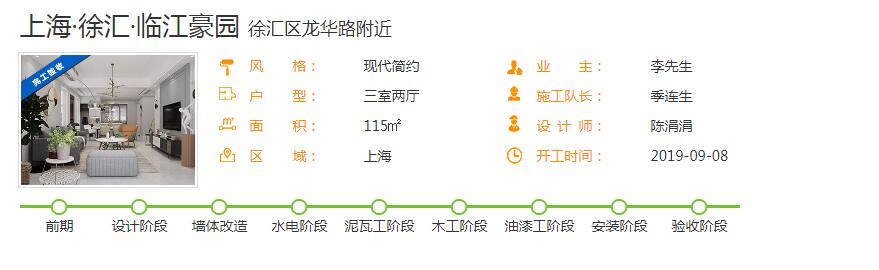 上海·徐汇·临江豪园 徐汇区龙华路附近
完工验收
风 格： 现代简约 业 主： 李先生
户 型： 三室两厅 施工队长： 季连生
面 积： 115㎡ 设 计 师： 陈涓涓
区 域： 上海 开工时间： 2019-09-08
前期 设计阶段 墙体改造 水电阶段 泥瓦工阶段 木工阶段 油漆工阶段 安装阶段 验收阶段